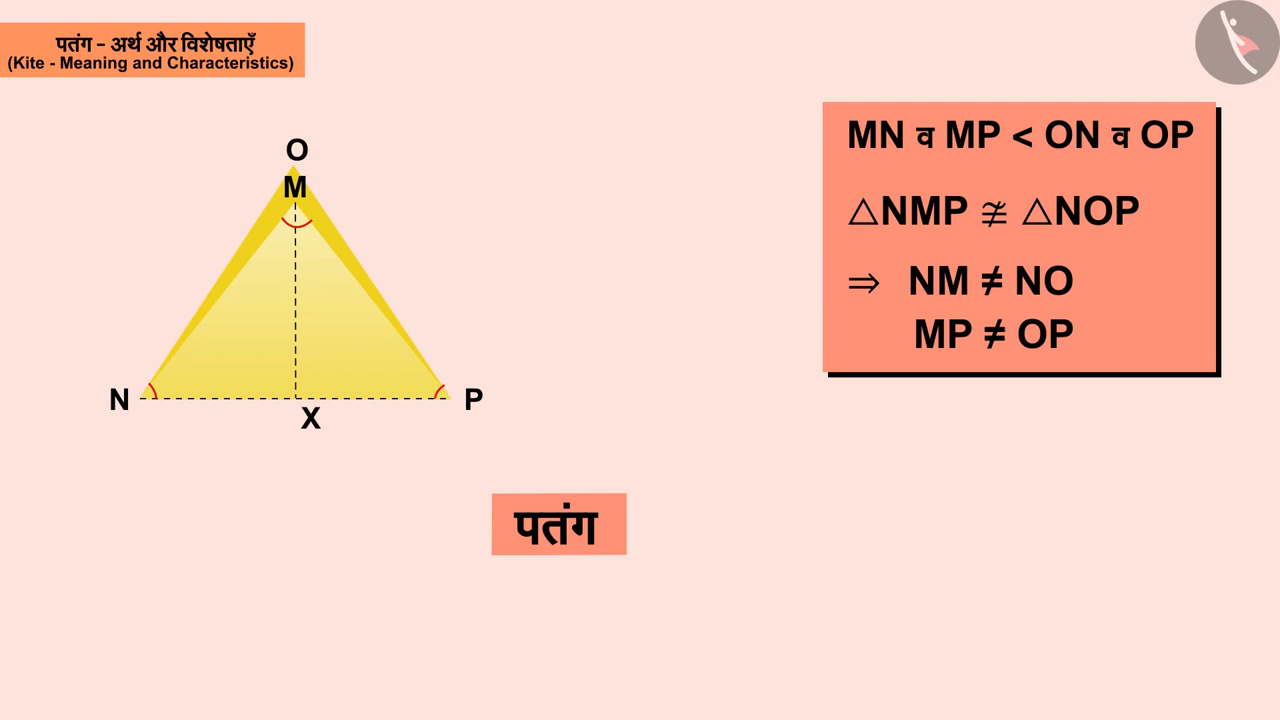 पतंग - अर्थ और विशेषताएँ
(Kite - Meaning and Characteristics)
O
M
N
P
X
MN व MP < ON व OP
△NMP ≇ △NOP
⇒ NM ≠ NO
MP ≠ OP
पतंग